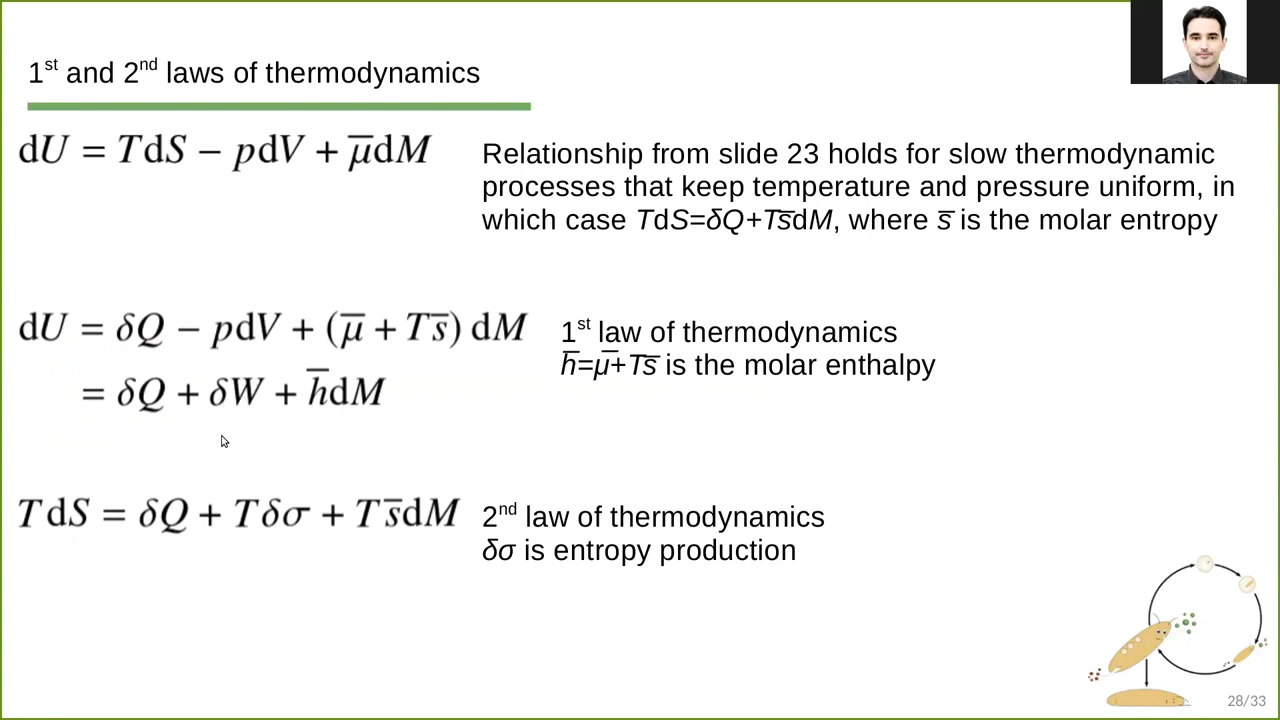 1st and 2nd laws of thermodynamics
dU = TdS − pdV + μ̅dM
Relationship from slide 23 holds for slow thermodynamic
processes that keep temperature and pressure uniform, in
which case TdS=δQ+Ts̅dM, where s̅ is the molar entropy
dU = δQ − pdV + (μ̅ + Ts̅) dM
= δQ + δW + h̅dM
1st law of thermodynamics
h̅=μ̅+Ts̅ is the molar enthalpy
TdS = δQ + Tδσ + Ts̅dM
2nd law of thermodynamics
δσ is entropy production
28/33